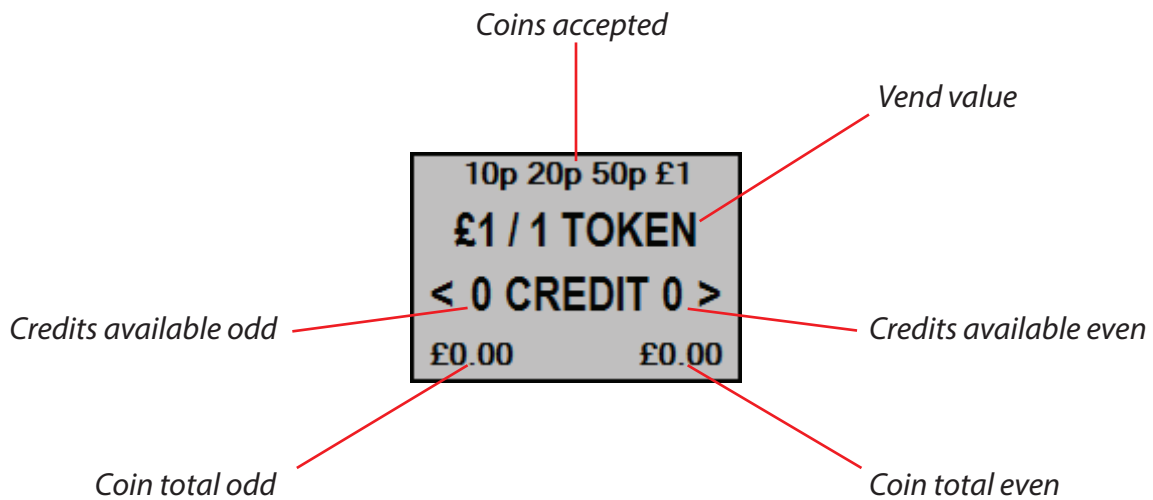 Coins accepted
Vend value
10p 20p 50p £1
£1 / 1 TOKEN
< 0 CREDIT 0 >
Credits available odd
Credits available even
£0.00 £0.00
Coin total odd
Coin total even